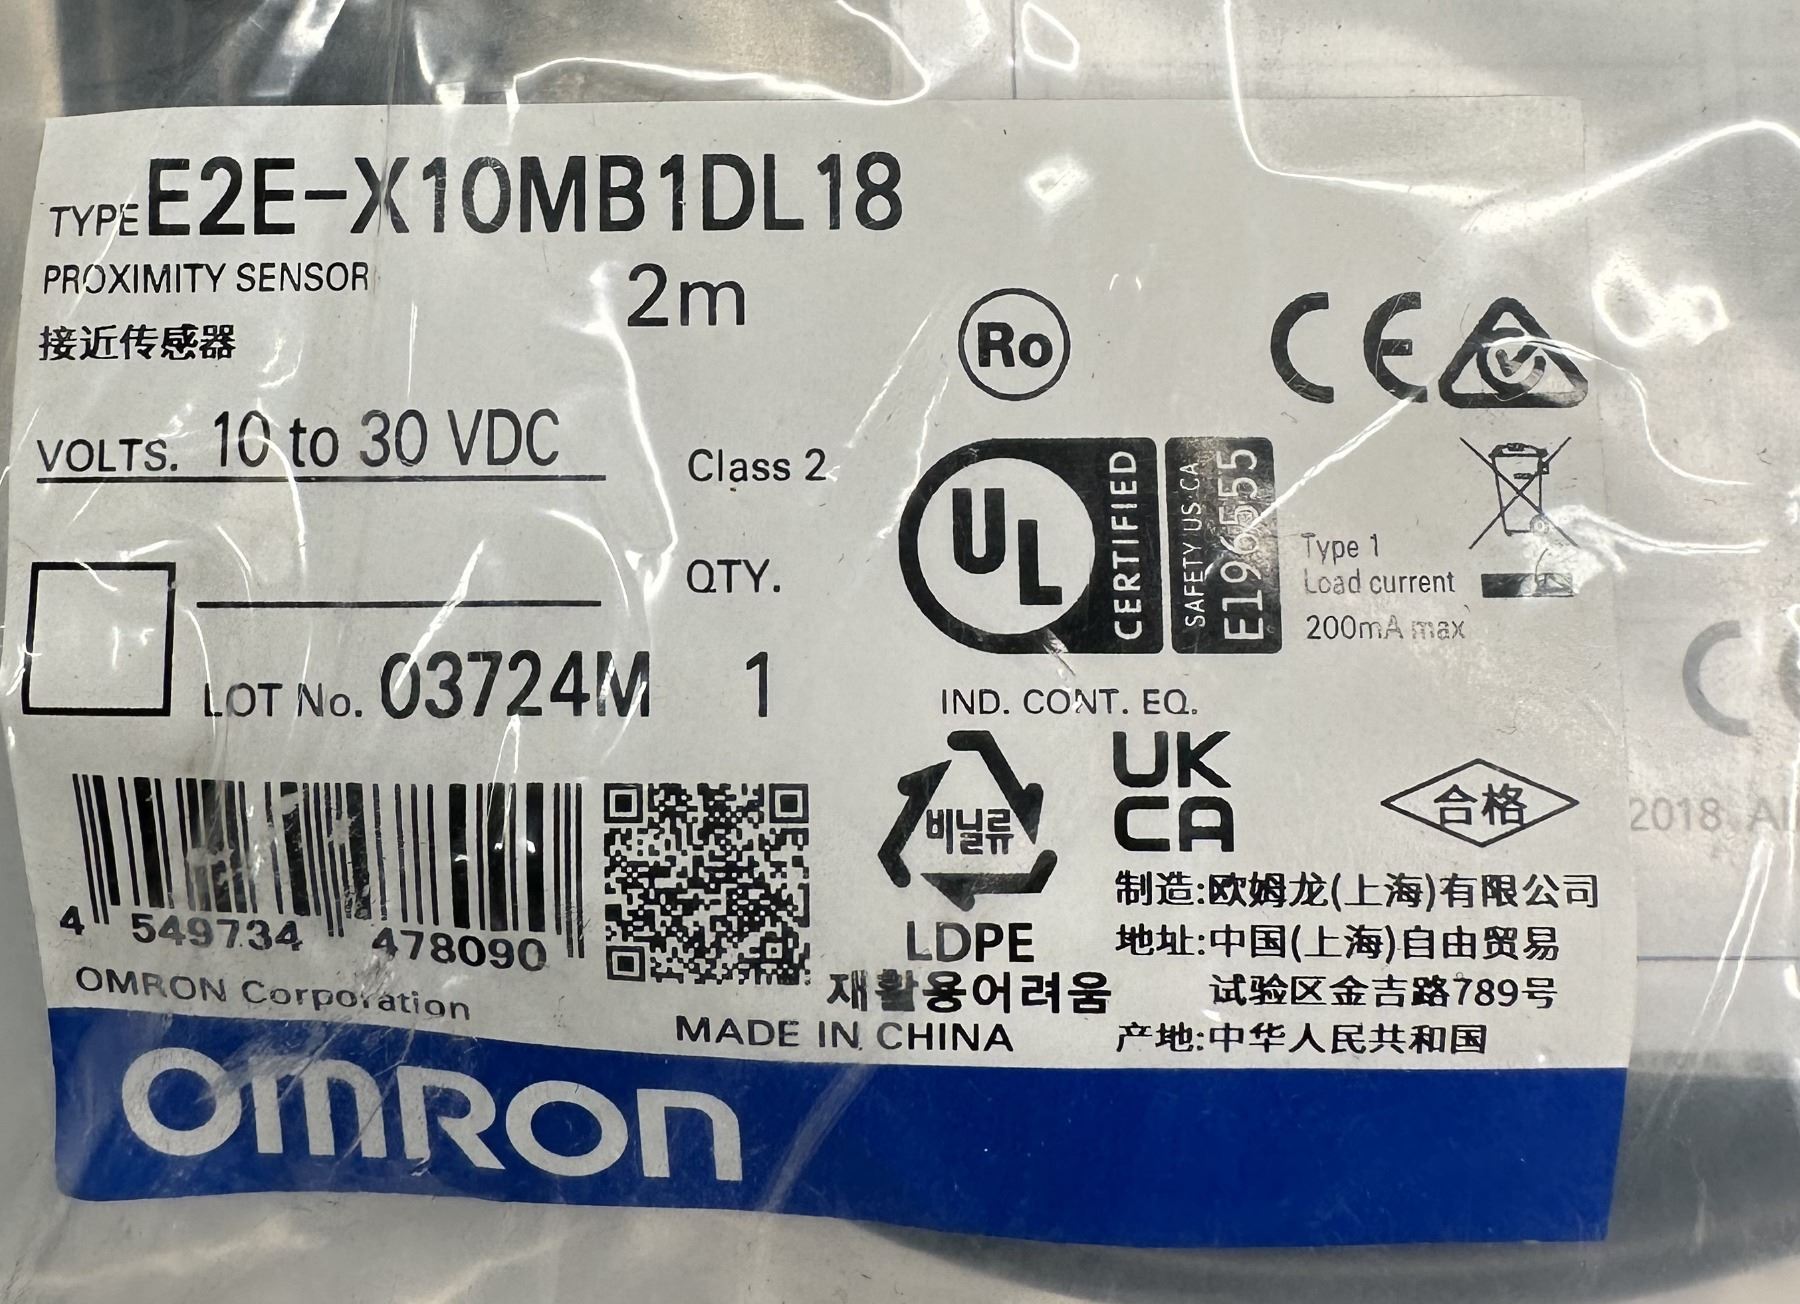 TYPE E2E-X10MB1DL18
PROXIMITY SENSOR 2m
接近传感器
Ro
CE
VOLTS. 10 to 30 VDC Class 2
QTY.
LOT No. 03724M 1
UL CERTIFIED
SAFETY US·CA
E196555
Type 1
Load current
200mA max
IND. CONT. EQ.
4 549734 478090
OMRON Corporation
비닐류
LDPE
재활용어려움
MADE IN CHINA
UK
CA
合格
制造:欧姆龙(上海)有限公司
地址:中国(上海)自由贸易
试验区金吉路789号
产地:中华人民共和国
OMRON
2018